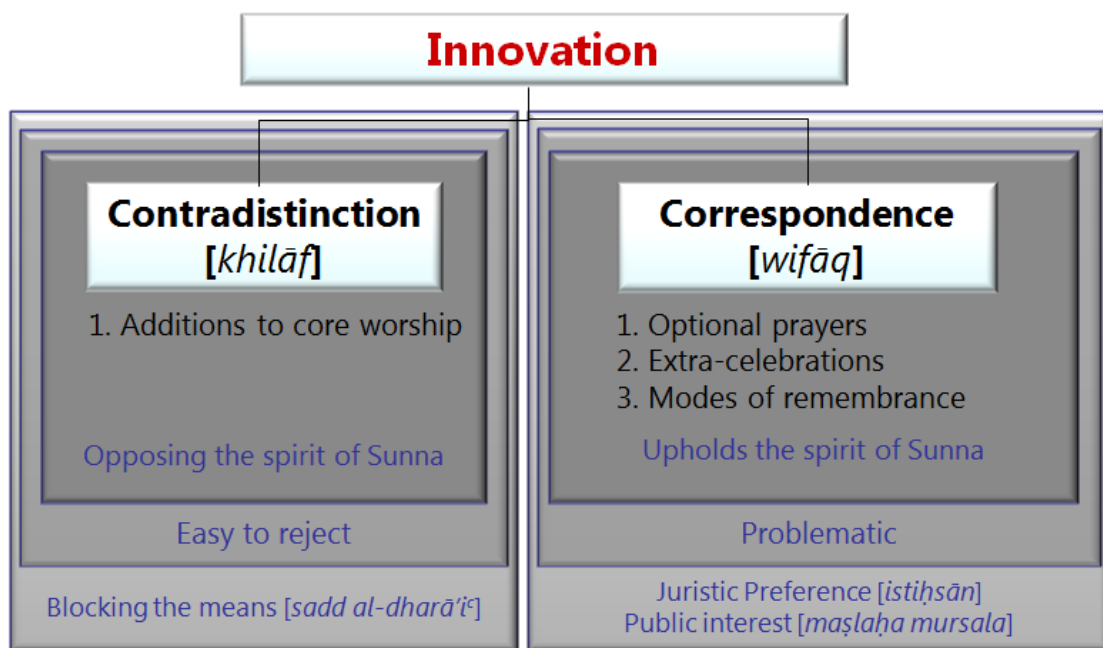 Innovation
Contradistinction
[khilāf]
1. Additions to core worship
Opposing the spirit of Sunna
Easy to reject
Blocking the means [sadd al-dharā'iᶜ]
Correspondence
[wifāq]
1. Optional prayers
2. Extra-celebrations
3. Modes of remembrance
Upholds the spirit of Sunna
Problematic
Juristic Preference [istiḥsān]
Public interest [maṣlaḥa mursala]